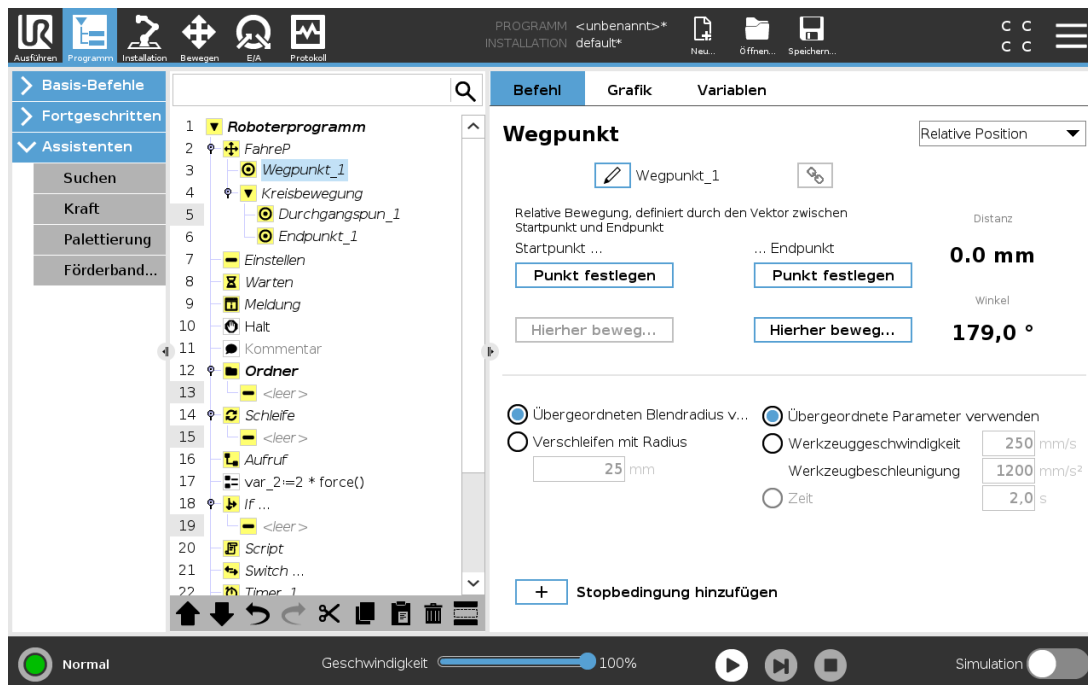 PROGRAMM <unbenannt>*
INSTALLATION default*
C C
C C
Ausführen Programm Installation Bewegen E/A Protokoll Neu... Öffnen... Speichern...
Basis-Befehle
Fortgeschritten
Assistenten
Suchen
Kraft
Palettierung
Förderband...
1 Roboterprogramm
2 FahreP
3 Wegpunkt_1
4 Kreisbewegung
5 Durchgangspun_1
6 Endpunkt_1
7 Einstellen
8 Warten
9 Meldung
10 Halt
11 Kommentar
12 Ordner
13 <leer>
14 Schleife
15 <leer>
16 Aufruf
17 var_2:=2 * force()
18 If ...
19 <leer>
20 Script
21 Switch ...
22 Timer_1
Befehl Grafik Variablen
Wegpunkt
Relative Position
Wegpunkt_1
Relative Bewegung, definiert durch den Vektor zwischen
Startpunkt und Endpunkt
Startpunkt ... ... Endpunkt
Punkt festlegen Punkt festlegen
Hierher beweg... Hierher beweg...
Distanz
0.0 mm
Winkel
179,0 °
Übergeordneten Blendradius v...
Verschleifen mit Radius
25 mm
Übergeordnete Parameter verwenden
Werkzeuggeschwindigkeit 250 mm/s
Werkzeugbeschleunigung 1200 mm/s²
Zeit 2,0 s
+ Stopbedingung hinzufügen
Normal
Geschwindigkeit 100%
Simulation